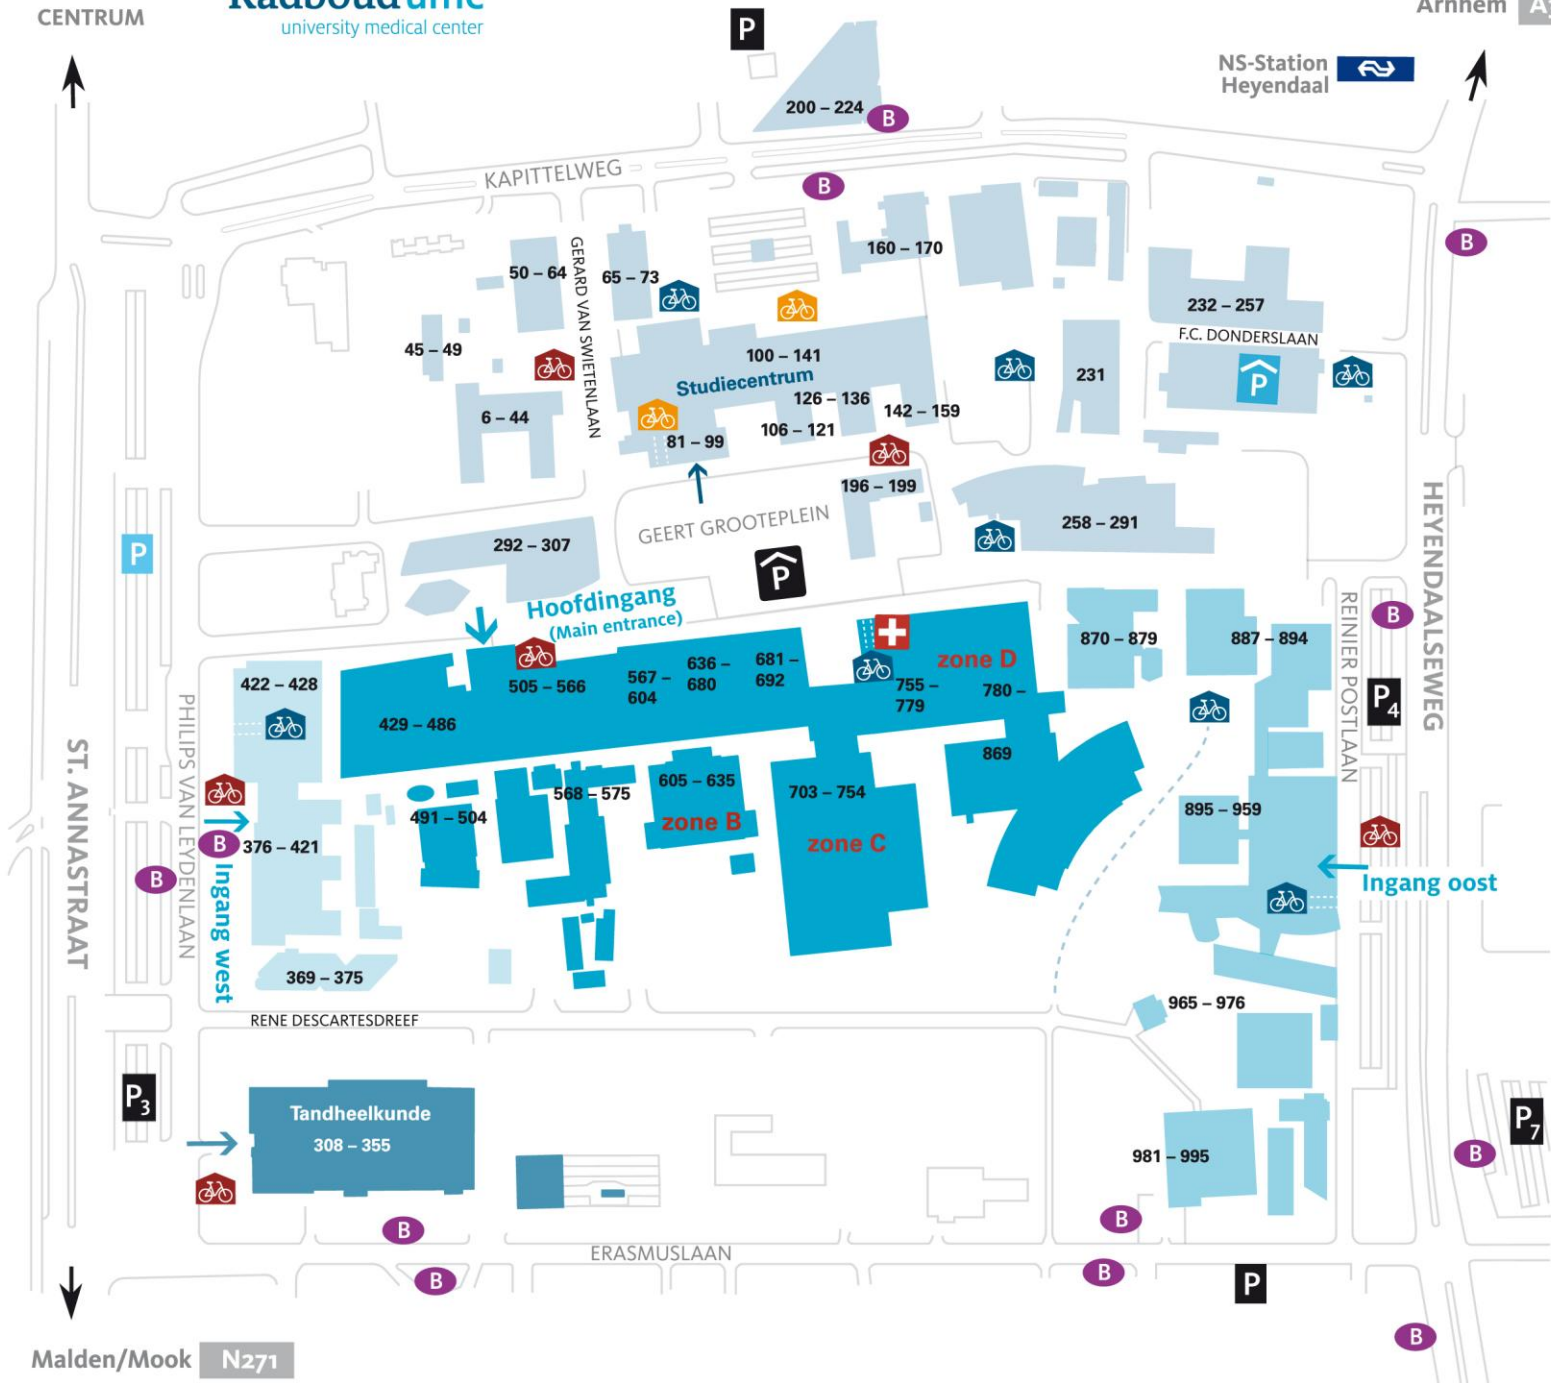 CENTRUM
Radboudumc
university medical center
P
Arnhem
NS-Station
Heyendaal
200 – 224
B
KAPITTELWEG
B
B
GERARD VAN SWIETENLAAN
50 – 64
65 – 73
160 – 170
232 – 257
F.C. DONDERSLAAN
45 – 49
100 – 141
Studiecentrum
231
P
6 – 44
126 – 136
142 – 159
106 – 121
81 – 99
196 – 199
GEERT GROOTEPLEIN
258 – 291
HEYENDAALSEWEG
P
292 – 307
P
Hoofdingang
(Main entrance)
REINIER POSTLAAN
B
870 – 879
887 – 894
zone D
422 – 428
505 – 566
567 –
604
636 –
680
681 –
692
755 –
779
780 –
P4
429 – 486
PHILIPS VAN LEYDENLAAN
ST. ANNASTRAAT
869
605 – 635
568 – 575
703 – 754
895 – 959
491 – 504
zone B
zone C
B
376 – 421
B
Ingang west
Ingang oost
369 – 375
965 – 976
RENE DESCARTESDREEF
P3
Tandheelkunde
308 – 355
P7
981 – 995
B
B
B
ERASMUSLAAN
B
B
P
B
Malden/Mook
N271